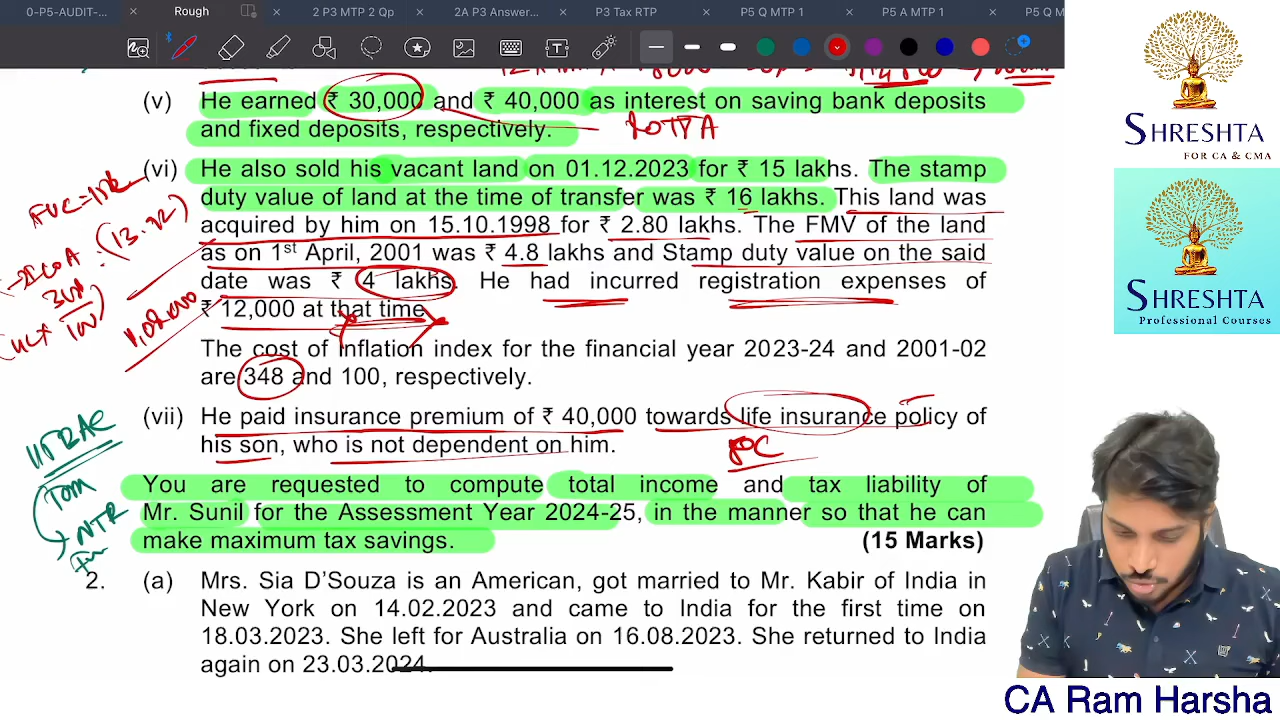 0-P5-AUDIT-...
Rough
2 P3 MTP 2 Qp
2A P3 Answer...
P3 Tax RTP
P5 Q MTP 1
P5 A MTP 1
P5 Q M
(v) He earned ₹ 30,000 and ₹ 40,000 as interest on saving bank deposits
and fixed deposits, respectively.
80TTA
(vi) He also sold his vacant land on 01.12.2023 for ₹ 15 lakhs. The stamp
duty value of land at the time of transfer was ₹ 16 lakhs. This land was
acquired by him on 15.10.1998 for ₹ 2.80 lakhs. The FMV of the land
as on 1st April, 2001 was ₹ 4.8 lakhs and Stamp duty value on the said
date was ₹ 4 lakhs. He had incurred registration expenses of
₹ 12,000 at that time
The cost of inflation index for the financial year 2023-24 and 2001-02
are 348 and 100, respectively.
(vii) He paid insurance premium of ₹ 40,000 towards life insurance policy of
his son, who is not dependent on him.
80C
You are requested to compute total income and tax liability of
Mr. Sunil for the Assessment Year 2024-25, in the manner so that he can
make maximum tax savings.
(15 Marks)
2. (a) Mrs. Sia D'Souza is an American, got married to Mr. Kabir of India in
New York on 14.02.2023 and came to India for the first time on
18.03.2023. She left for Australia on 16.08.2023. She returned to India
again on 23.03.2024.
FVC
(13.92)
348
100
115BAC
NTR
SHRESHTA
FOR CA & CMA
SHRESHTA
Professional Courses
CA Ram Harsha